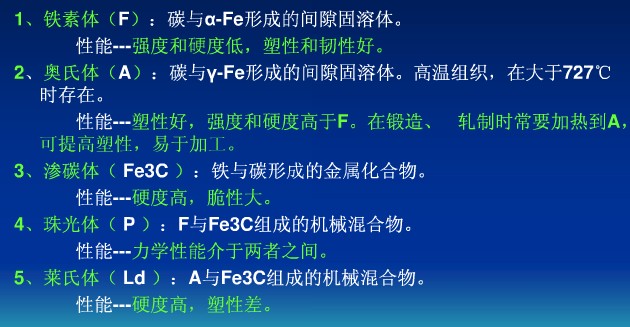 1、铁素体（F）：碳与α-Fe形成的间隙固溶体。
性能---强度和硬度低，塑性和韧性好。
2、奥氏体（A）：碳与γ-Fe形成的间隙固溶体。高温组织，在大于727℃
时存在。
性能---塑性好，强度和硬度高于F。在锻造、 轧制时常要加热到A，
可提高塑性，易于加工。
3、渗碳体（ Fe3C ）：铁与碳形成的金属化合物。
性能---硬度高，脆性大。
4、珠光体（ P ）：F与Fe3C组成的机械混合物。
性能---力学性能介于两者之间。
5、莱氏体（ Ld ）：A与Fe3C组成的机械混合物。
性能---硬度高，塑性差。